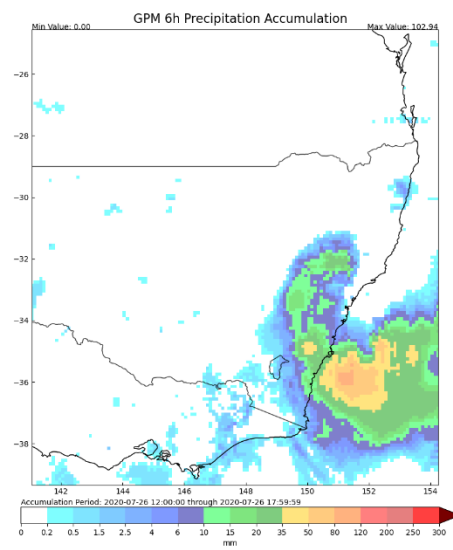 GPM 6h Precipitation Accumulation
Min Value: 0.00 Max Value: 102.94
−26
−28
−30
−32
−34
−36
−38
142 144 146 148 150 152 154
Accumulation Period: 2020-07-26 12:00:00 through 2020-07-26 17:59:59
0 0.2 0.5 1.5 2.5 4 6 10 15 20 35 50 80 120 200 250 300
mm